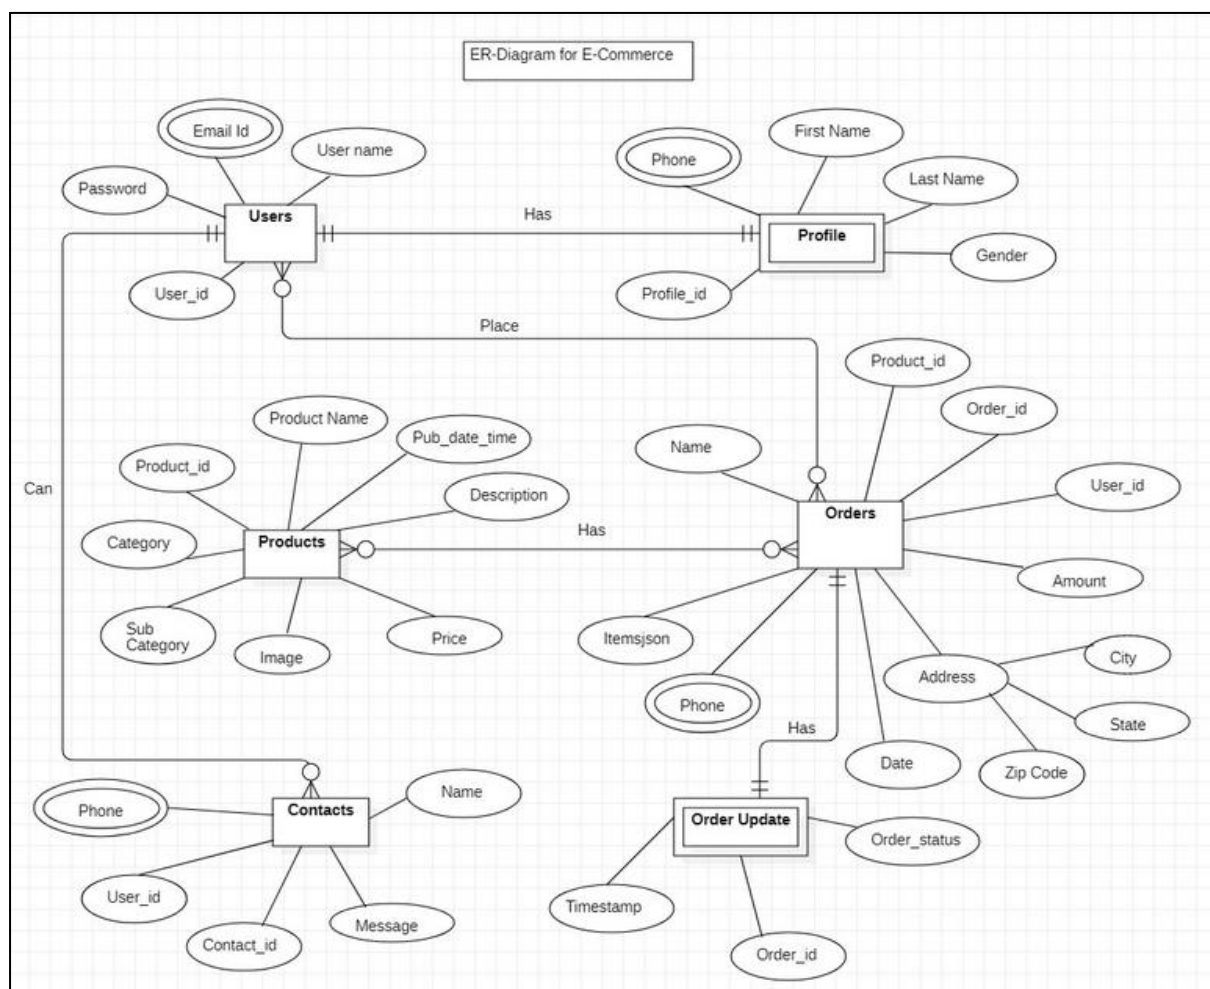 ER-Diagram for E-Commerce
Email Id
User name
Password
Users
User_id
Has
Phone
First Name
Last Name
Profile
Gender
Profile_id
Place
Product_id
Order_id
Name
User_id
Orders
Amount
Itemsjson
Phone
Date
Address
City
State
Zip Code
Has
Product Name
Pub_date_time
Product_id
Description
Category
Products
Sub
Category
Image
Price
Can
Has
Phone
Contacts
Name
User_id
Contact_id
Message
Order Update
Order_status
Timestamp
Order_id